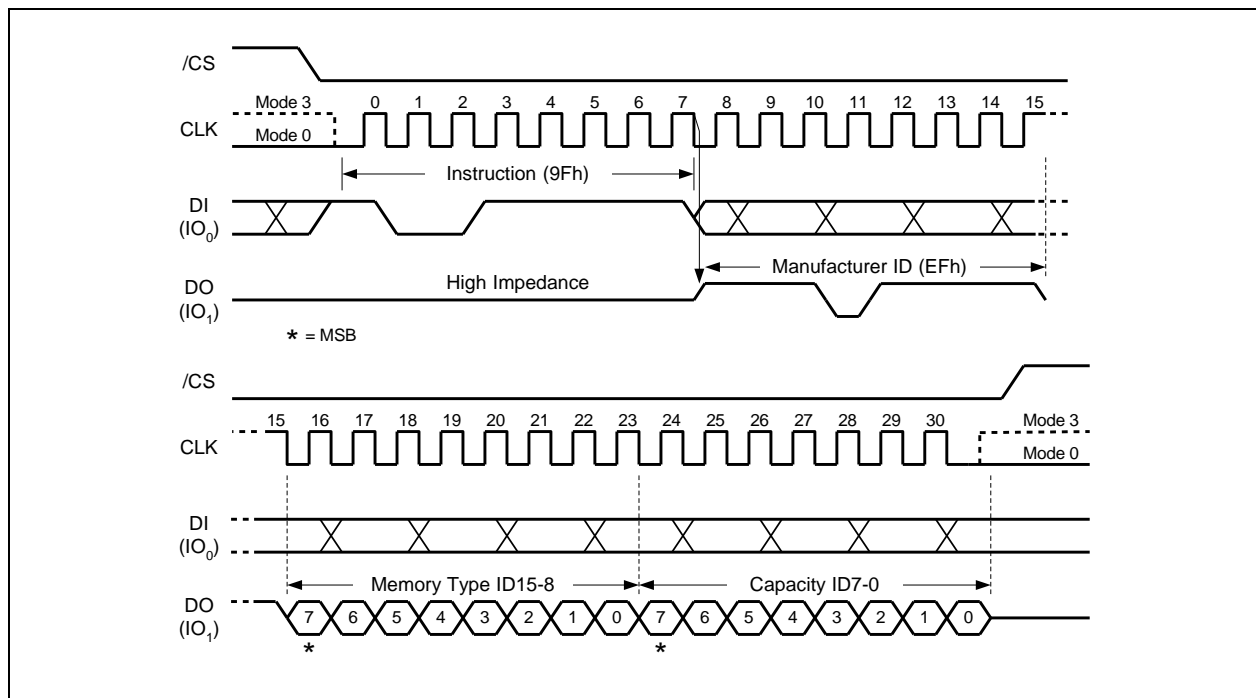 /CS
Mode 3 0 1 2 3 4 5 6 7 8 9 10 11 12 13 14 15
CLK
Mode 0
Instruction (9Fh)
DI
(IO0)
Manufacturer ID (EFh)
High Impedance
DO
(IO1)
* = MSB
/CS
15 16 17 18 19 20 21 22 23 24 25 26 27 28 29 30
Mode 3
CLK
Mode 0
DI
(IO0)
Memory Type ID15-8 Capacity ID7-0
DO
(IO1)
7 6 5 4 3 2 1 0 7 6 5 4 3 2 1 0
* *